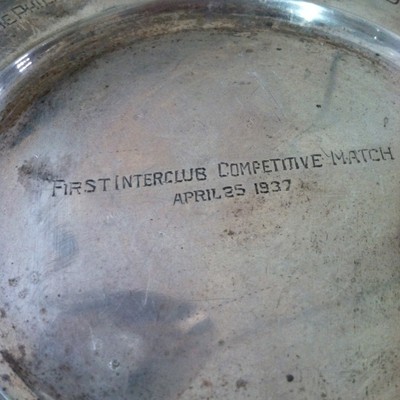 FIRST INTERCLUB COMPETITIVE MATCH
APRIL 25 1937